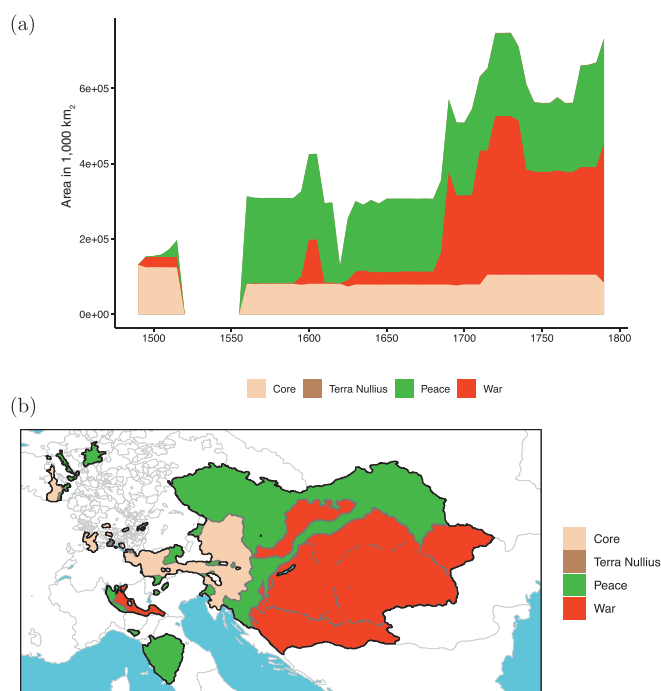 (a)
Area in 1,000 km2
6e+05
4e+05
2e+05
0e+00
1500 1550 1600 1650 1700 1750 1800
Core Terra Nullius Peace War
(b)
Core
Terra Nullius
Peace
War